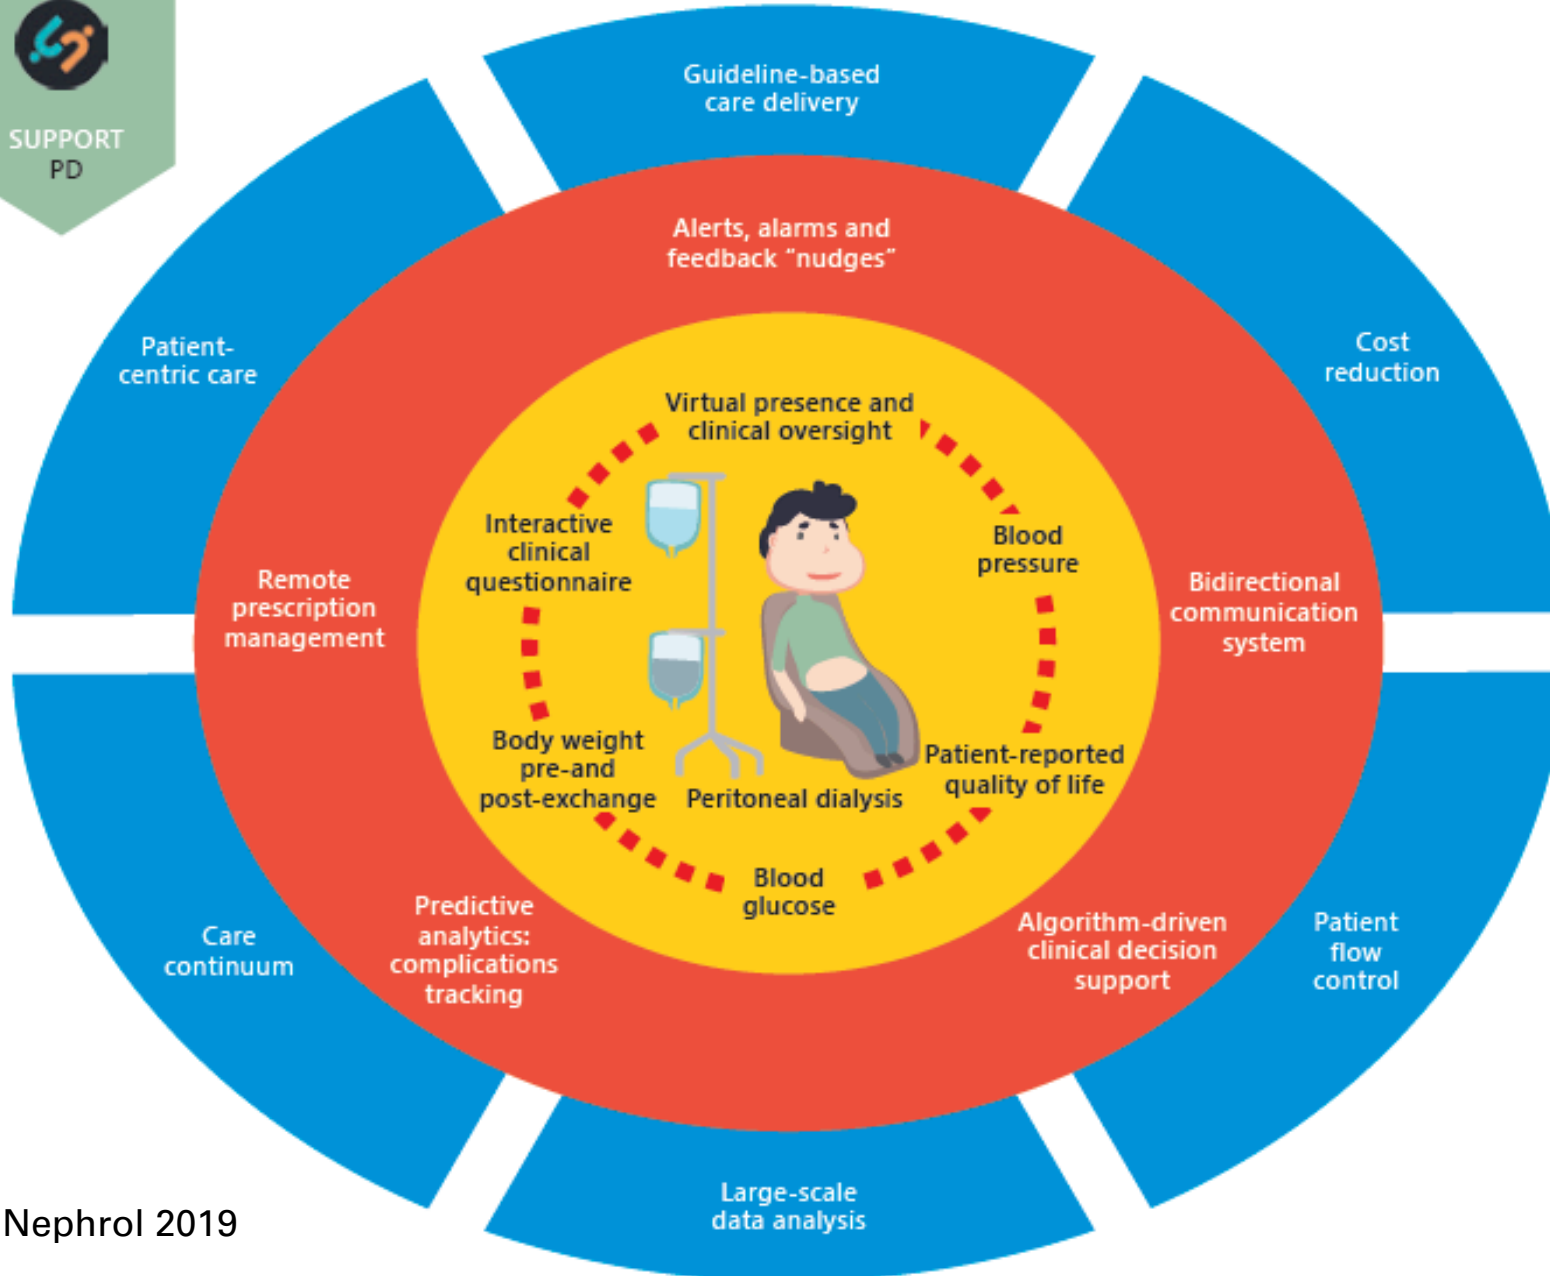 SUPPORT
PD
Guideline-based
care delivery
Alerts, alarms and
feedback “nudges”
Patient-
centric care
Cost
reduction
Virtual presence and
clinical oversight
Interactive
clinical
questionnaire
Blood
pressure
Remote
prescription
management
Bidirectional
communication
system
Body weight
pre-and
post-exchange
Peritoneal dialysis
Patient-reported
quality of life
Blood
glucose
Predictive
analytics:
complications
tracking
Algorithm-driven
clinical decision
support
Care
continuum
Patient
flow
control
Large-scale
data analysis
Nephrol 2019